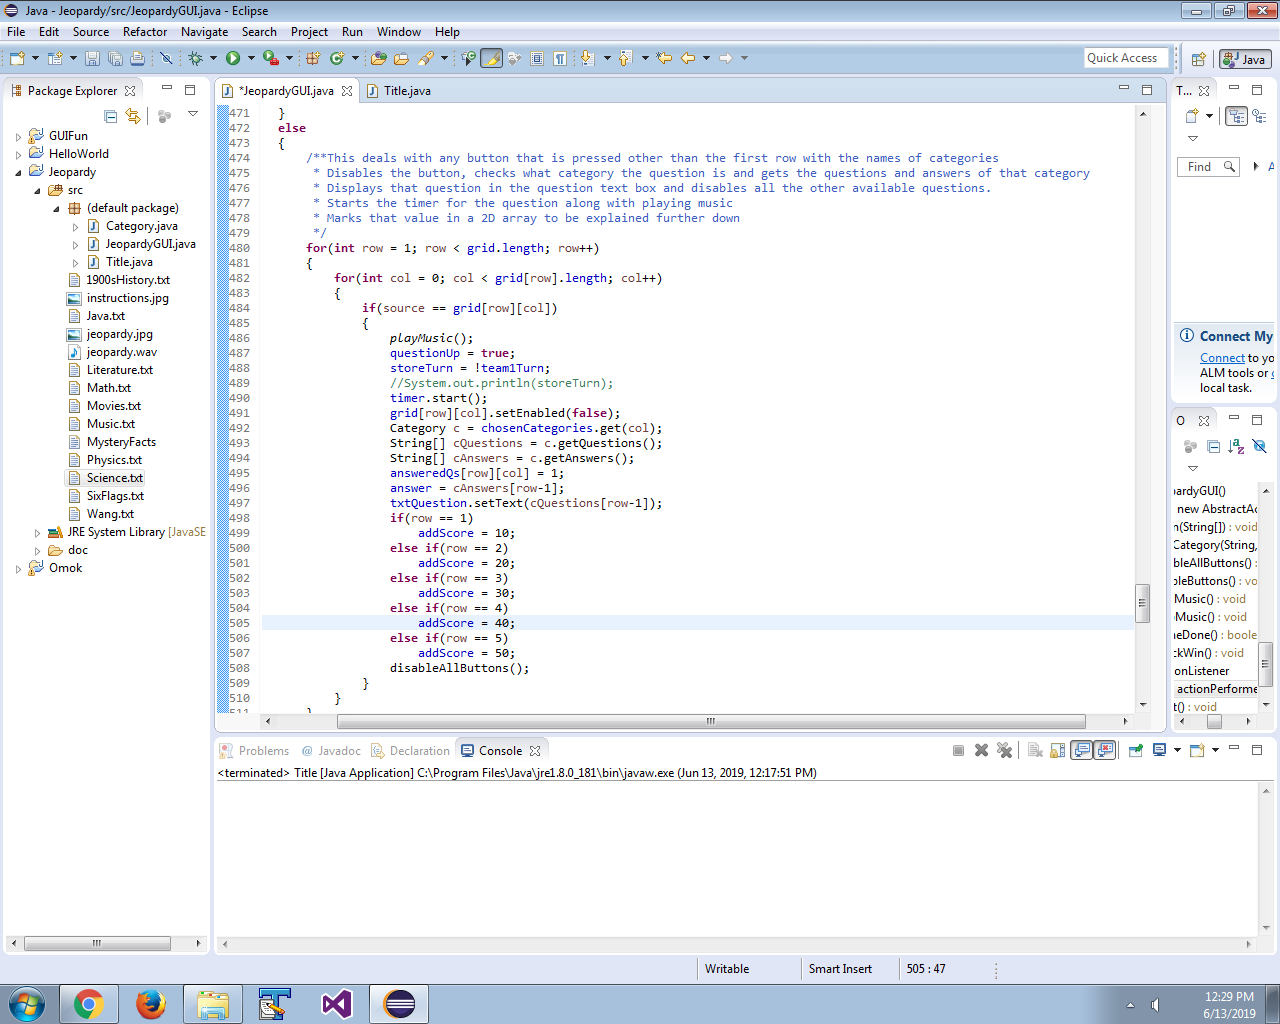 Java - Jeopardy/src/JeopardyGUI.java - Eclipse
File Edit Source Refactor Navigate Search Project Run Window Help
Quick Access
Java
Package Explorer
GUIFun
HelloWorld
Jeopardy
src
(default package)
Category.java
JeopardyGUI.java
Title.java
1900sHistory.txt
instructions.jpg
Java.txt
jeopardy.jpg
jeopardy.wav
Literature.txt
Math.txt
Movies.txt
Music.txt
MysteryFacts
Physics.txt
Science.txt
SixFlags.txt
Wang.txt
JRE System Library [JavaSE
doc
Omok
*JeopardyGUI.java
Title.java
471 }
472 else
473 {
474 /**This deals with any button that is pressed other than the first row with the names of categories
475 * Disables the button, checks what category the question is and gets the questions and answers of that category
476 * Displays that question in the question text box and disables all the other available questions.
477 * Starts the timer for the question along with playing music
478 * Marks that value in a 2D array to be explained further down
479 */
480 for(int row = 1; row < grid.length; row++)
481 {
482 for(int col = 0; col < grid[row].length; col++)
483 {
484 if(source == grid[row][col])
485 {
486 playMusic();
487 questionUp = true;
488 storeTurn = !team1Turn;
489 //System.out.println(storeTurn);
490 timer.start();
491 grid[row][col].setEnabled(false);
492 Category c = chosenCategories.get(col);
493 String[] cQuestions = c.getQuestions();
494 String[] cAnswers = c.getAnswers();
495 answeredQs[row][col] = 1;
496 answer = cAnswers[row-1];
497 txtQuestion.setText(cQuestions[row-1]);
498 if(row == 1)
499 addScore = 10;
500 else if(row == 2)
501 addScore = 20;
502 else if(row == 3)
503 addScore = 30;
504 else if(row == 4)
505 addScore = 40;
506 else if(row == 5)
507 addScore = 50;
508 disableAllButtons();
509 }
510 }
511 }
T...
Find
A
Connect My
Connect to yo
ALM tools or
local task.
O
pardyGUI()
new AbstractAc
n(String[]) : void
Category(String,
bleAllButtons() :
bleButtons() : vo
Music() : void
Music() : void
neDone() : boole
ckWin() : void
onListener
actionPerforme
t() : void
Problems
@ Javadoc
Declaration
Console
<terminated> Title [Java Application] C:\Program Files\Java\jre1.8.0_181\bin\javaw.exe (Jun 13, 2019, 12:17:51 PM)
Writable
Smart Insert
505 : 47
12:29 PM
6/13/2019